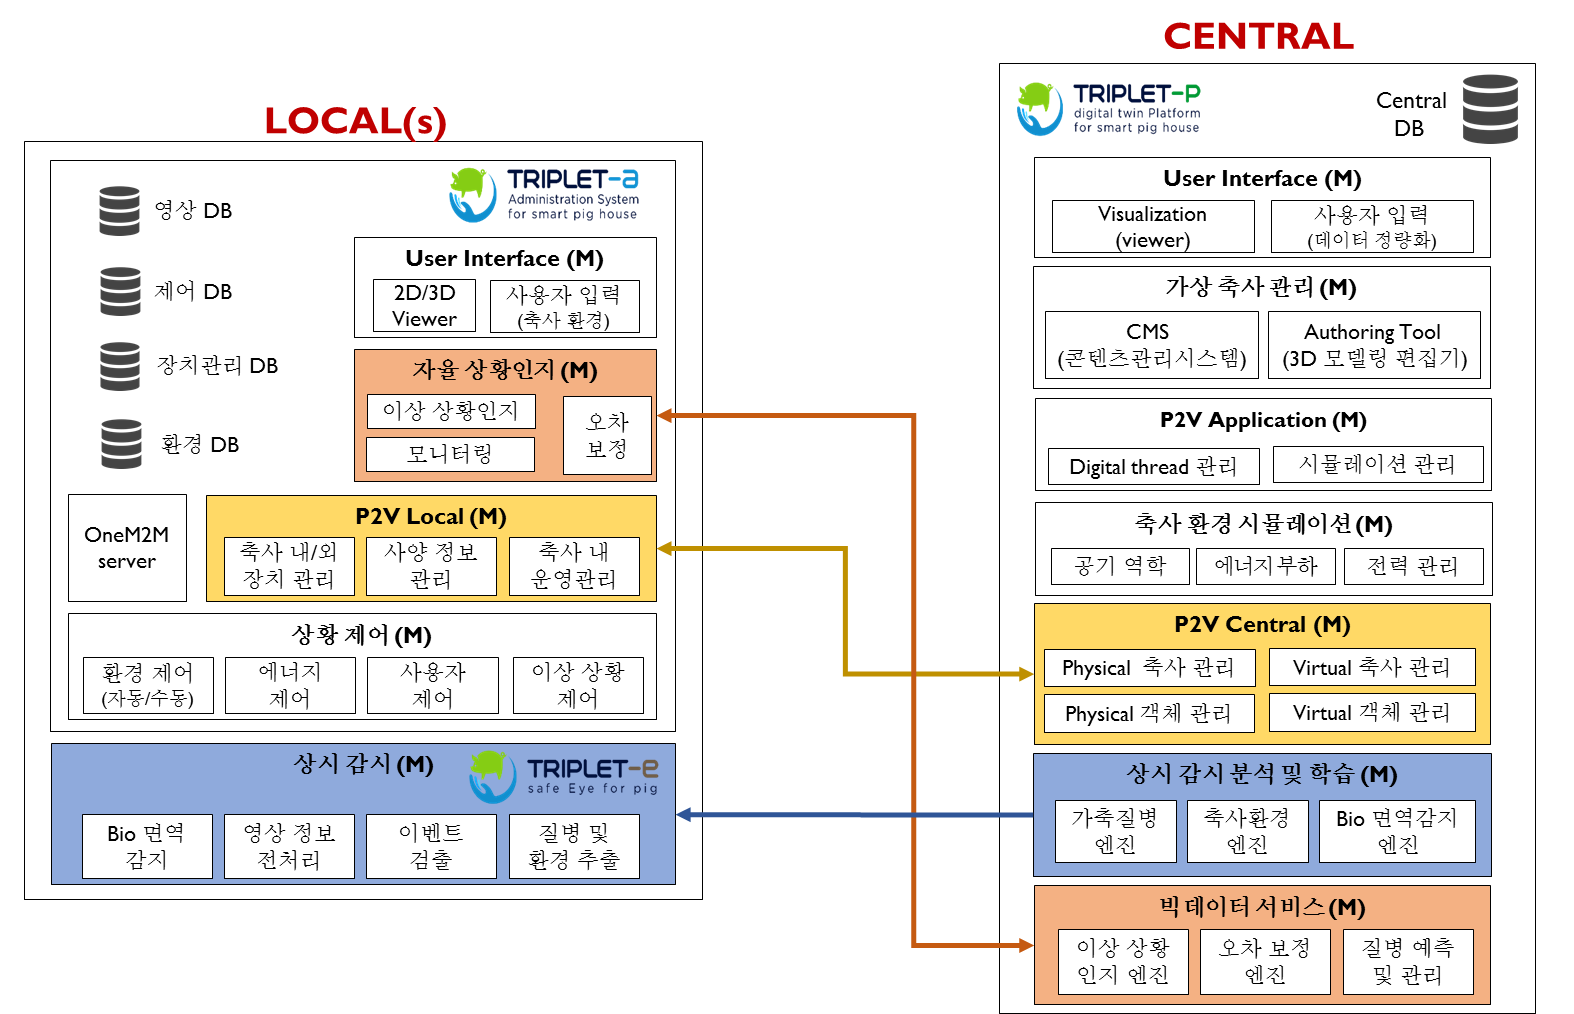 LOCAL(s)
TRIPLET-a
Administration System
for smart pig house
영상 DB
제어 DB
장치관리 DB
환경 DB
User Interface (M)
2D/3D
Viewer
사용자 입력
(축사 환경)
자율 상황인지 (M)
이상 상황인지
모니터링
오차
보정
OneM2M
server
P2V Local (M)
축사 내/외
장치 관리
사양 정보
관리
축사 내
운영관리
상황 제어 (M)
환경 제어
(자동/수동)
에너지
제어
사용자
제어
이상 상황
제어
상시 감시 (M)
TRIPLET-e
safe Eye for pig
Bio 면역
감지
영상 정보
전처리
이벤트
검출
질병 및
환경 추출
CENTRAL
TRIPLET-P
digital twin Platform
for smart pig house
Central
DB
User Interface (M)
Visualization
(viewer)
사용자 입력
(데이터 정량화)
가상 축사 관리 (M)
CMS
(콘텐츠관리시스템)
Authoring Tool
(3D 모델링 편집기)
P2V Application (M)
Digital thread 관리
시뮬레이션 관리
축사 환경 시뮬레이션 (M)
공기 역학
에너지부하
전력 관리
P2V Central (M)
Physical 축사 관리
Virtual 축사 관리
Physical 객체 관리
Virtual 객체 관리
상시 감시 분석 및 학습 (M)
가축질병
엔진
축사환경
엔진
Bio 면역감지
엔진
빅데이터 서비스 (M)
이상 상황
인지 엔진
오차 보정
엔진
질병 예측
및 관리